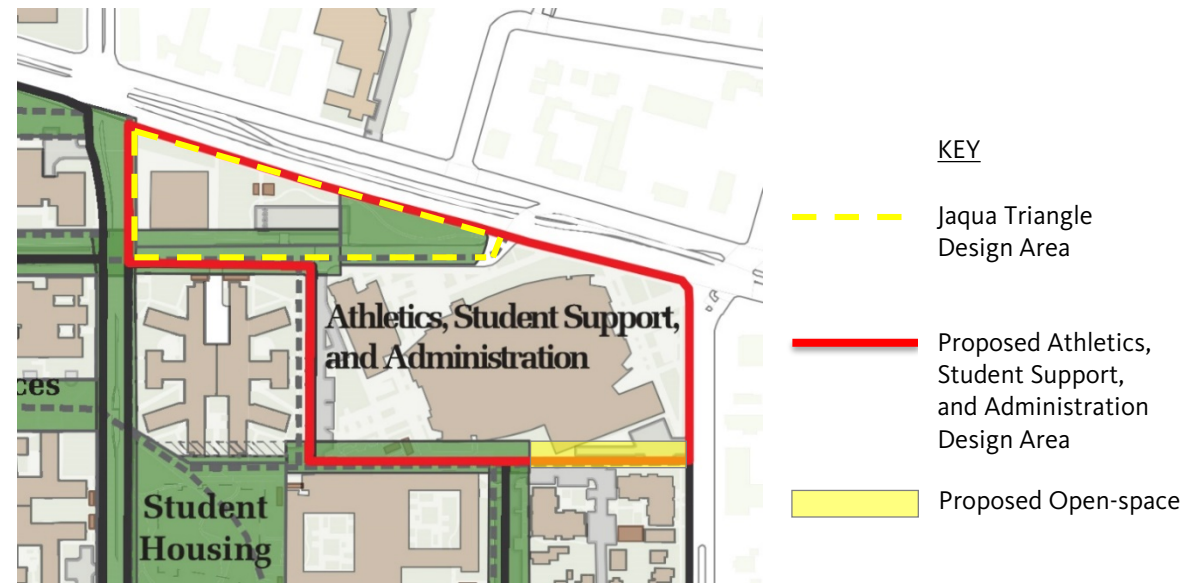 Athletics, Student Support,
and Administration
ces
Student
Housing
KEY
Jaqua Triangle
Design Area
Proposed Athletics,
Student Support,
and Administration
Design Area
Proposed Open-space